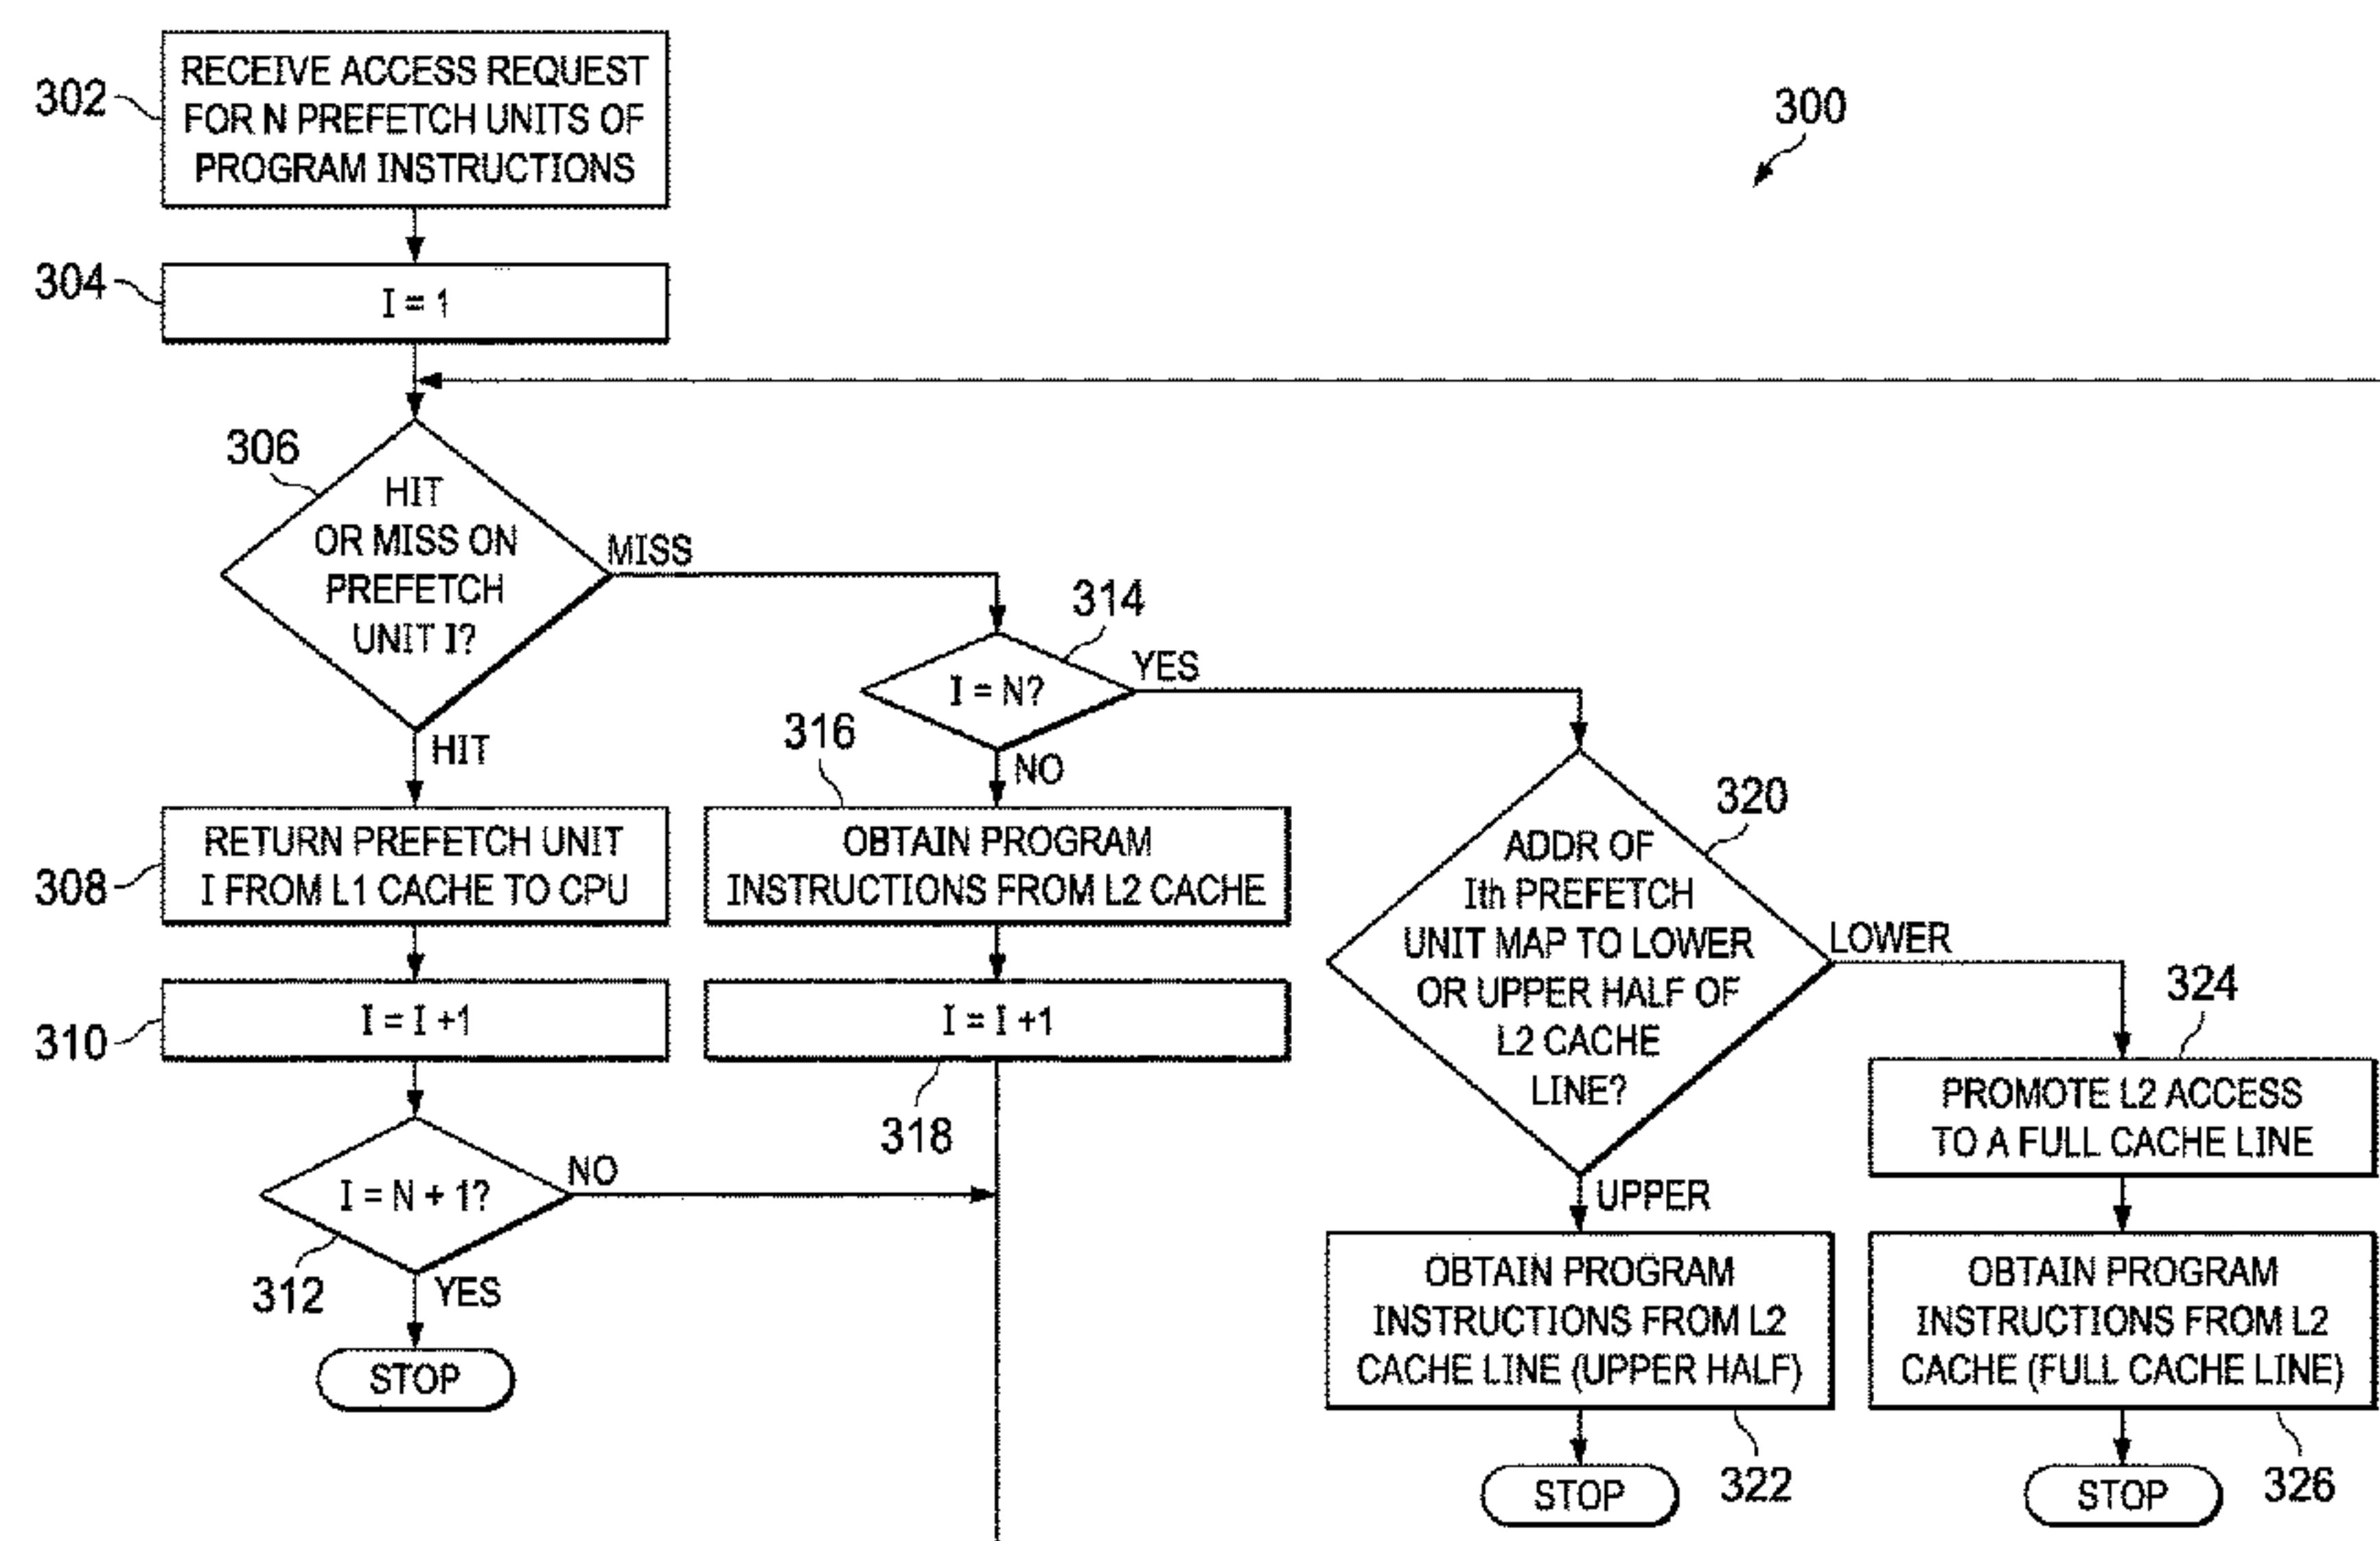 302
RECEIVE ACCESS REQUEST
FOR N PREFETCH UNITS OF
PROGRAM INSTRUCTIONS
300
304
I = 1
306
HIT
OR MISS ON
PREFETCH
UNIT I?
MISS
HIT
314
I = N?
YES
NO
308
RETURN PREFETCH UNIT
I FROM L1 CACHE TO CPU
316
OBTAIN PROGRAM
INSTRUCTIONS FROM L2 CACHE
310
I = I +1
I = I +1
318
312
I = N + 1?
NO
YES
STOP
320
ADDR OF
Ith PREFETCH
UNIT MAP TO LOWER
OR UPPER HALF OF
L2 CACHE
LINE?
LOWER
UPPER
324
PROMOTE L2 ACCESS
TO A FULL CACHE LINE
OBTAIN PROGRAM
INSTRUCTIONS FROM L2
CACHE LINE (UPPER HALF)
322
STOP
OBTAIN PROGRAM
INSTRUCTIONS FROM L2
CACHE (FULL CACHE LINE)
326
STOP